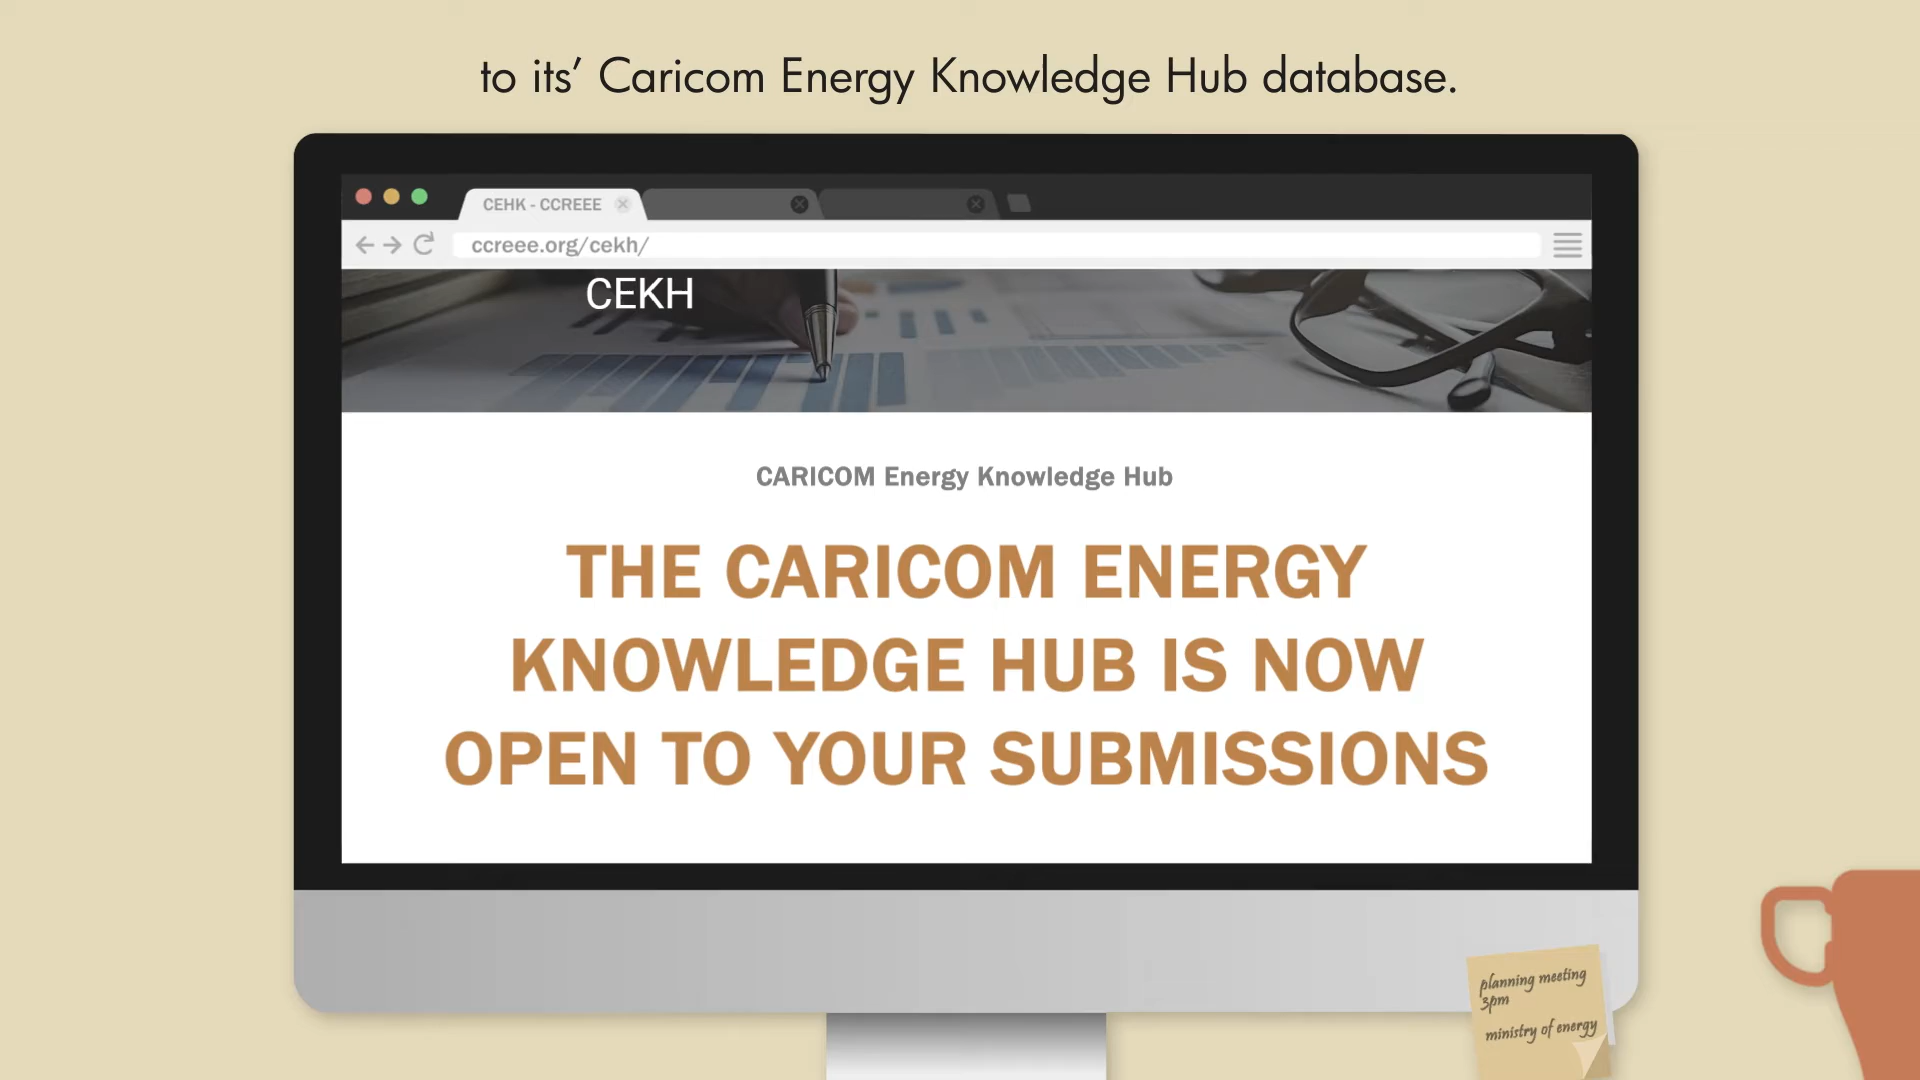 to its’ Caricom Energy Knowledge Hub database.
CEHK - CCREEE
ccreee.org/cekh/
CEKH
CARICOM Energy Knowledge Hub
THE CARICOM ENERGY
KNOWLEDGE HUB IS NOW
OPEN TO YOUR SUBMISSIONS
planning meeting
3pm
ministry of energy